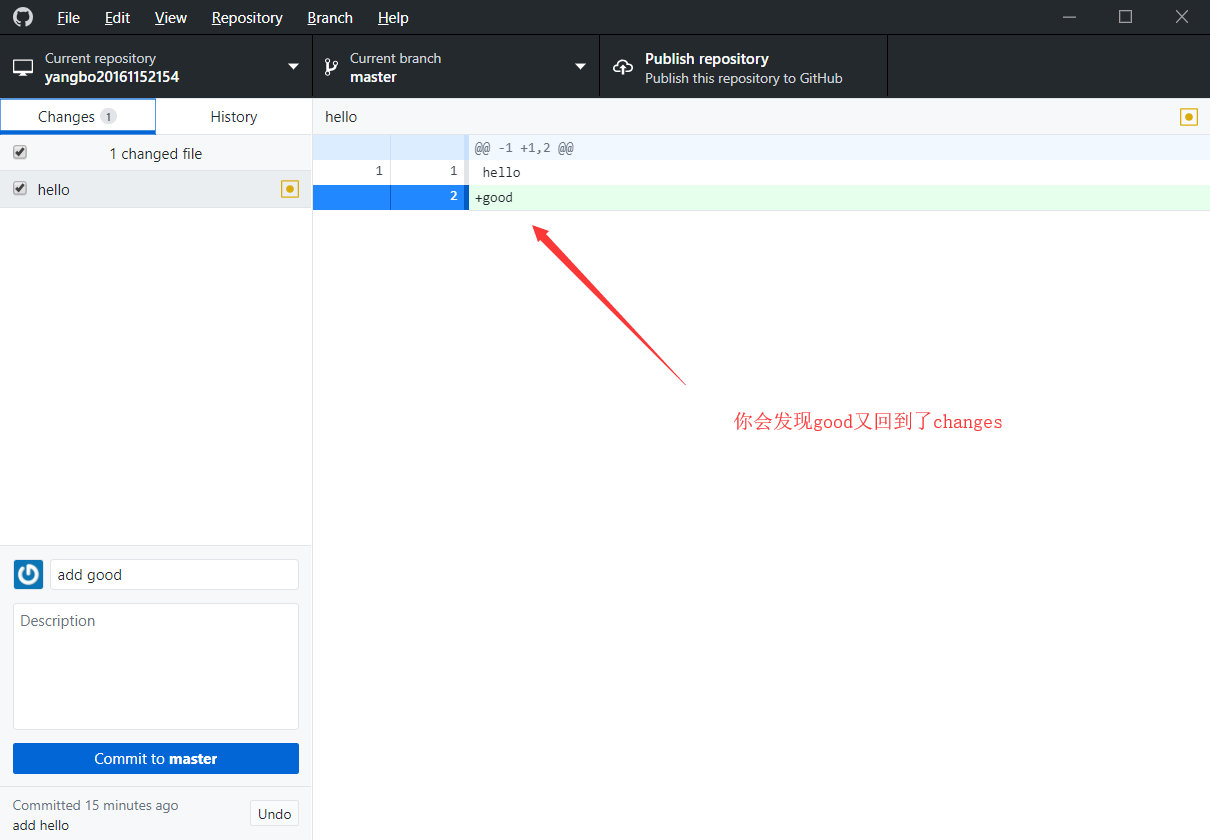 File Edit View Repository Branch Help
Current repository
yangbo20161152154
Current branch
master
Publish repository
Publish this repository to GitHub
Changes 1
History
hello
1 changed file
hello
@@ -1 +1,2 @@
1 1 hello
2 +good
你会发现good又回到了changes
add good
Description
Commit to master
Committed 15 minutes ago
add hello
Undo